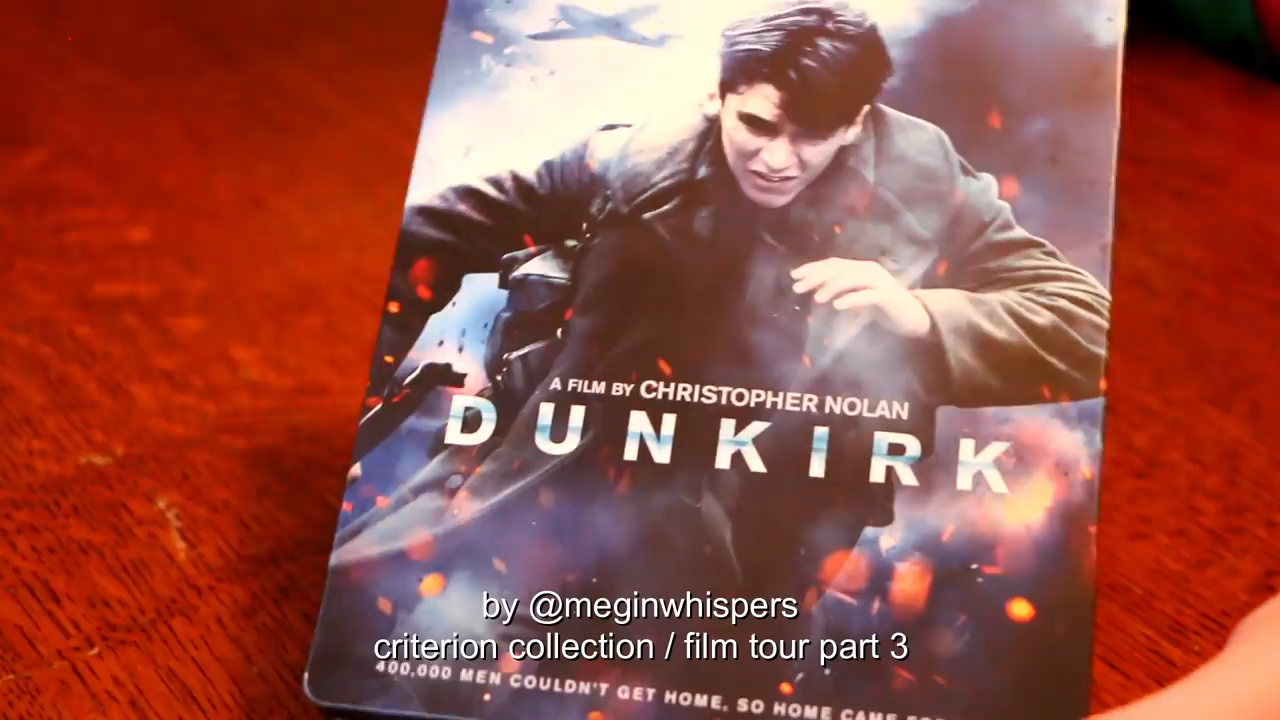 A FILM BY CHRISTOPHER NOLAN
DUNKIRK
by @meginwhispers
criterion collection / film tour part 3
400,000 MEN COULDN'T GET HOME, SO HOME CAME FOR